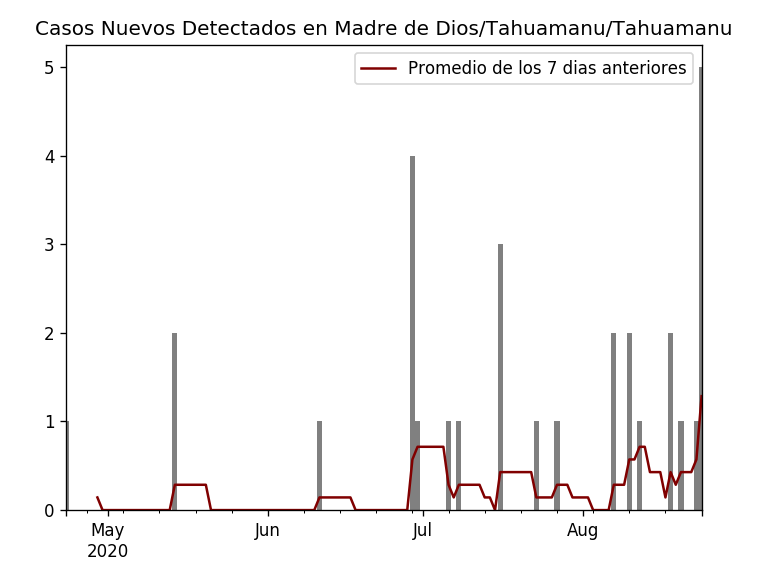 Casos Nuevos Detectados en Madre de Dios/Tahuamanu/Tahuamanu
Promedio de los 7 dias anteriores
5
4
3
2
1
0
May
2020
Jun
Jul
Aug